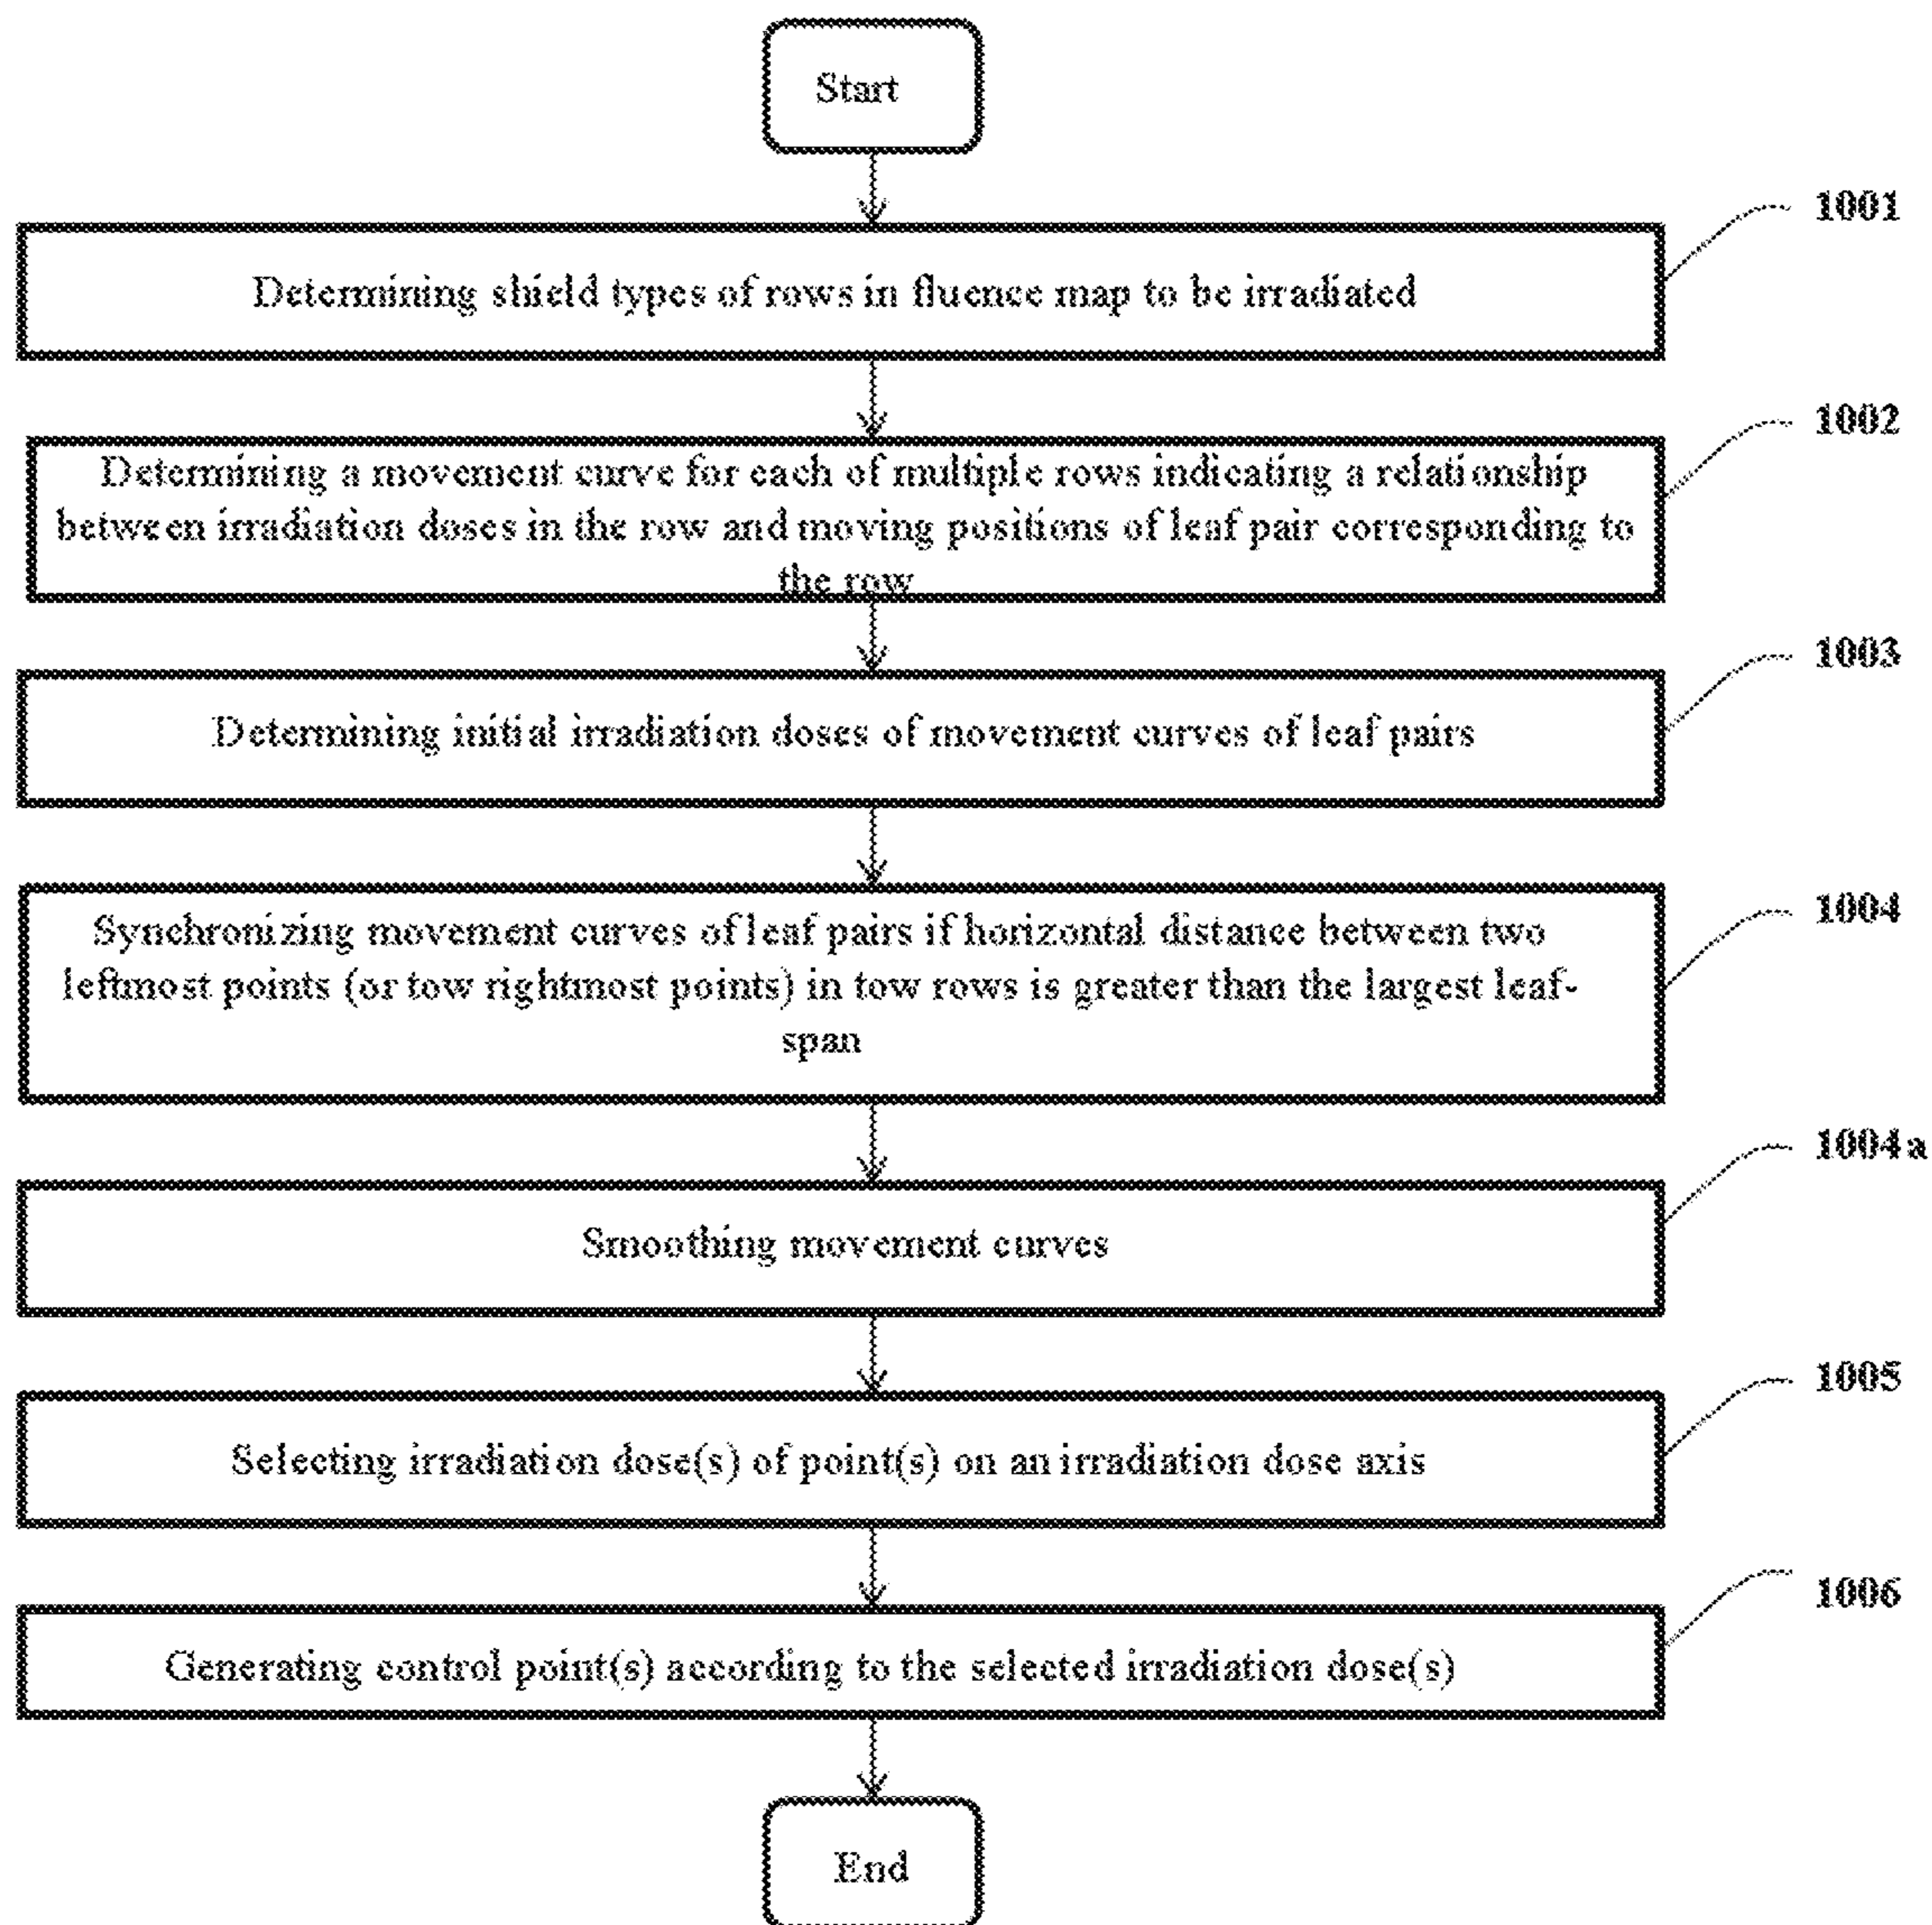 Start
1001
Determining shield types of rows in fluence map to be irradiated
1002
Determining a movement curve for each of multiple rows indicating a relationship
between irradiation doses in the row and moving positions of leaf pair corresponding to
the row
1003
Determining initial irradiation doses of movement curves of leaf pairs
1004
Synchronizing movement curves of leaf pairs if horizontal distance between two
leftmost points (or tow rightmost points) in tow rows is greater than the largest leaf-
span
1004a
Smoothing movement curves
1005
Selecting irradiation dose(s) of point(s) on an irradiation dose axis
1006
Generating control point(s) according to the selected irradiation dose(s)
End